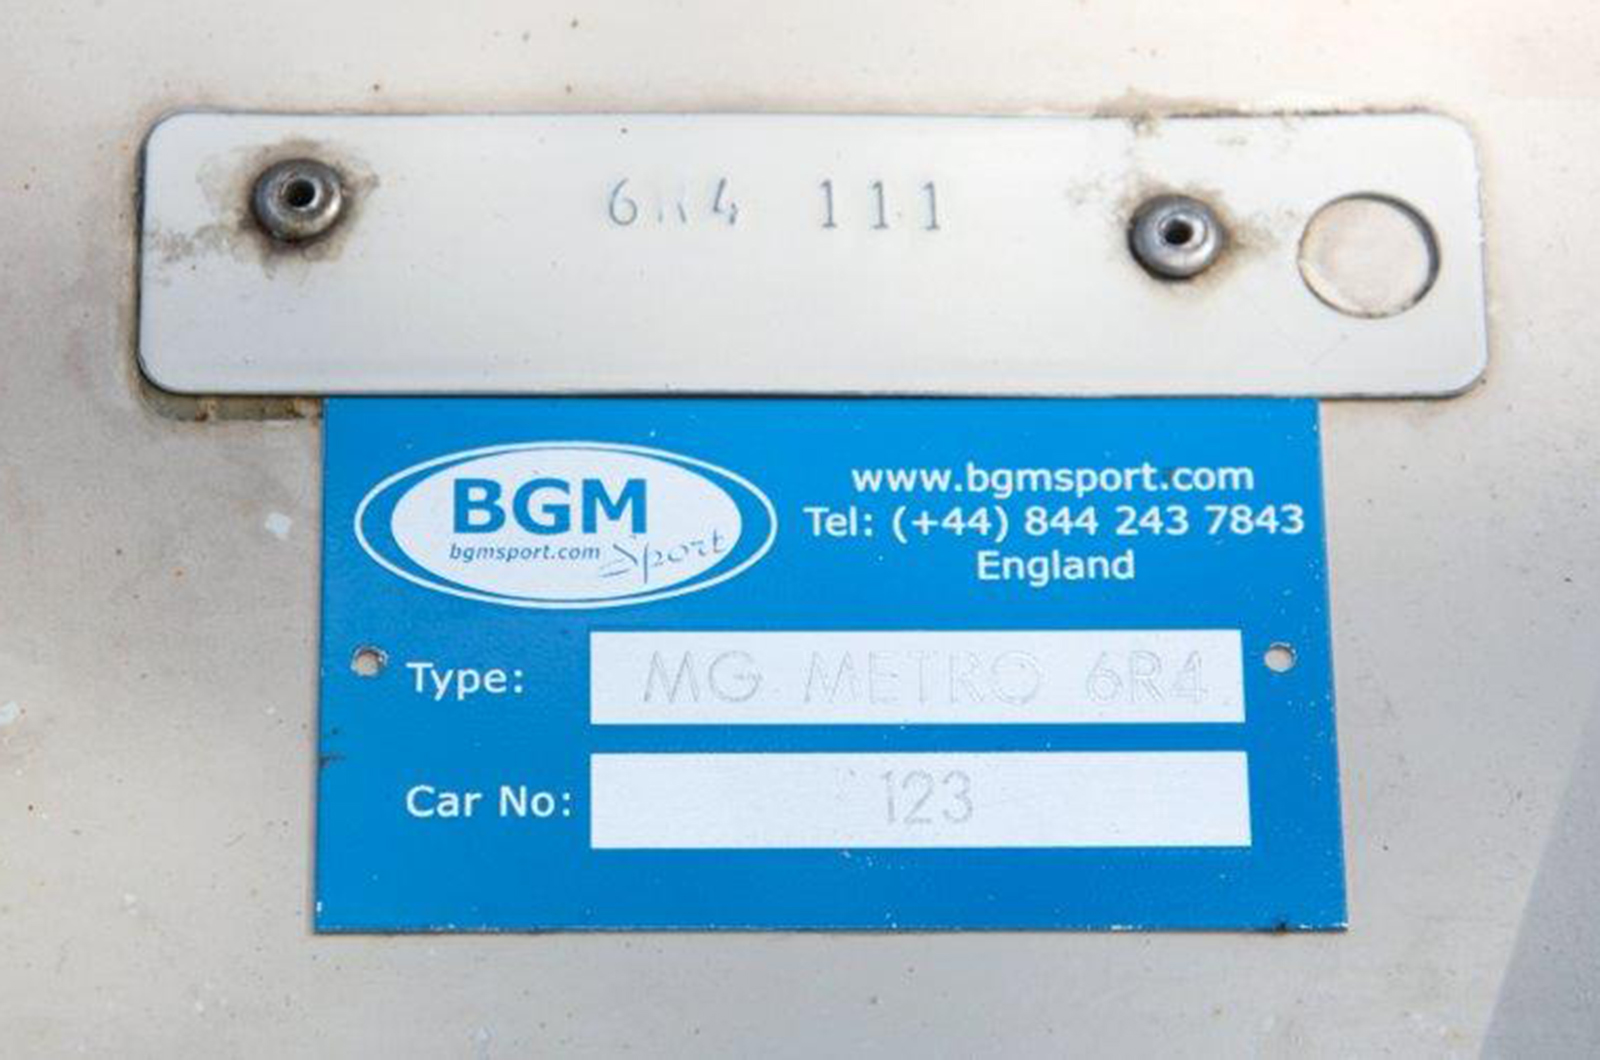 6R4 111
BGM
bgmsport.com Sport
www.bgmsport.com
Tel: (+44) 844 243 7843
England
Type: MG METRO 6R4
Car No: 123